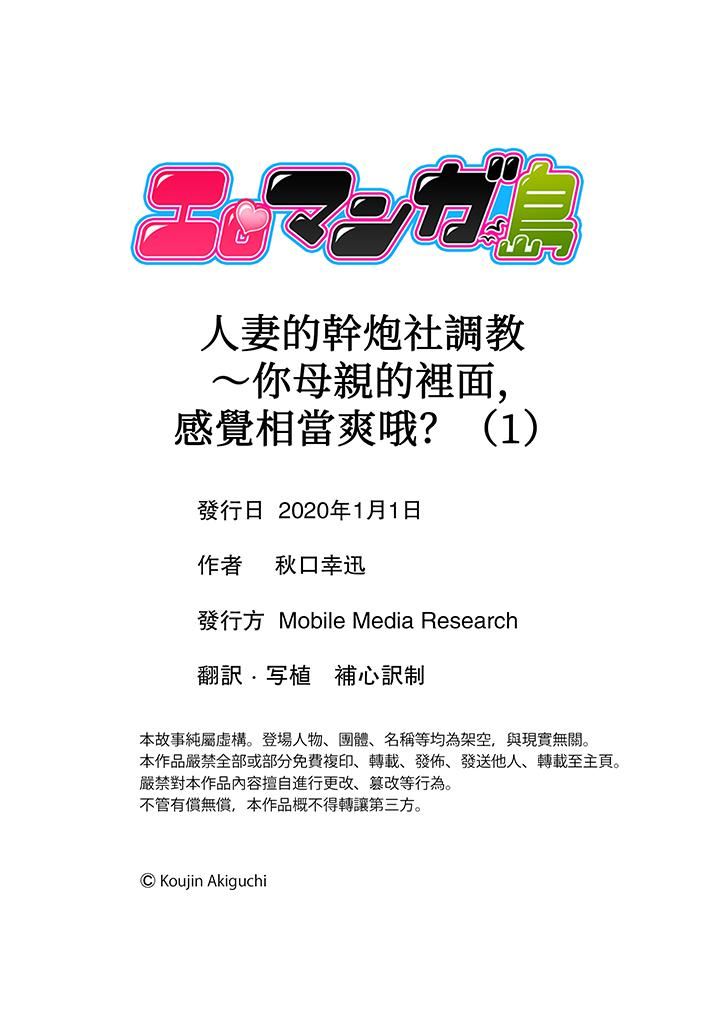 エロマンガ島
人妻的幹炮社調教
～你母親的裡面，
感覺相當爽哦？（1）
發行日 2020年1月1日
作者 秋口幸迅
發行方 Mobile Media Research
翻訳·写植 補心訳制
本故事純屬虛構。登場人物、團體、名稱等均為架空，與現實無關。
本作品嚴禁全部或部分免費複印、轉載、發佈、發送他人、轉載至主頁。
嚴禁對本作品內容擅自進行更改、篡改等行為。
不管有償無償，本作品概不得轉讓第三方。
© Koujin Akiguchi